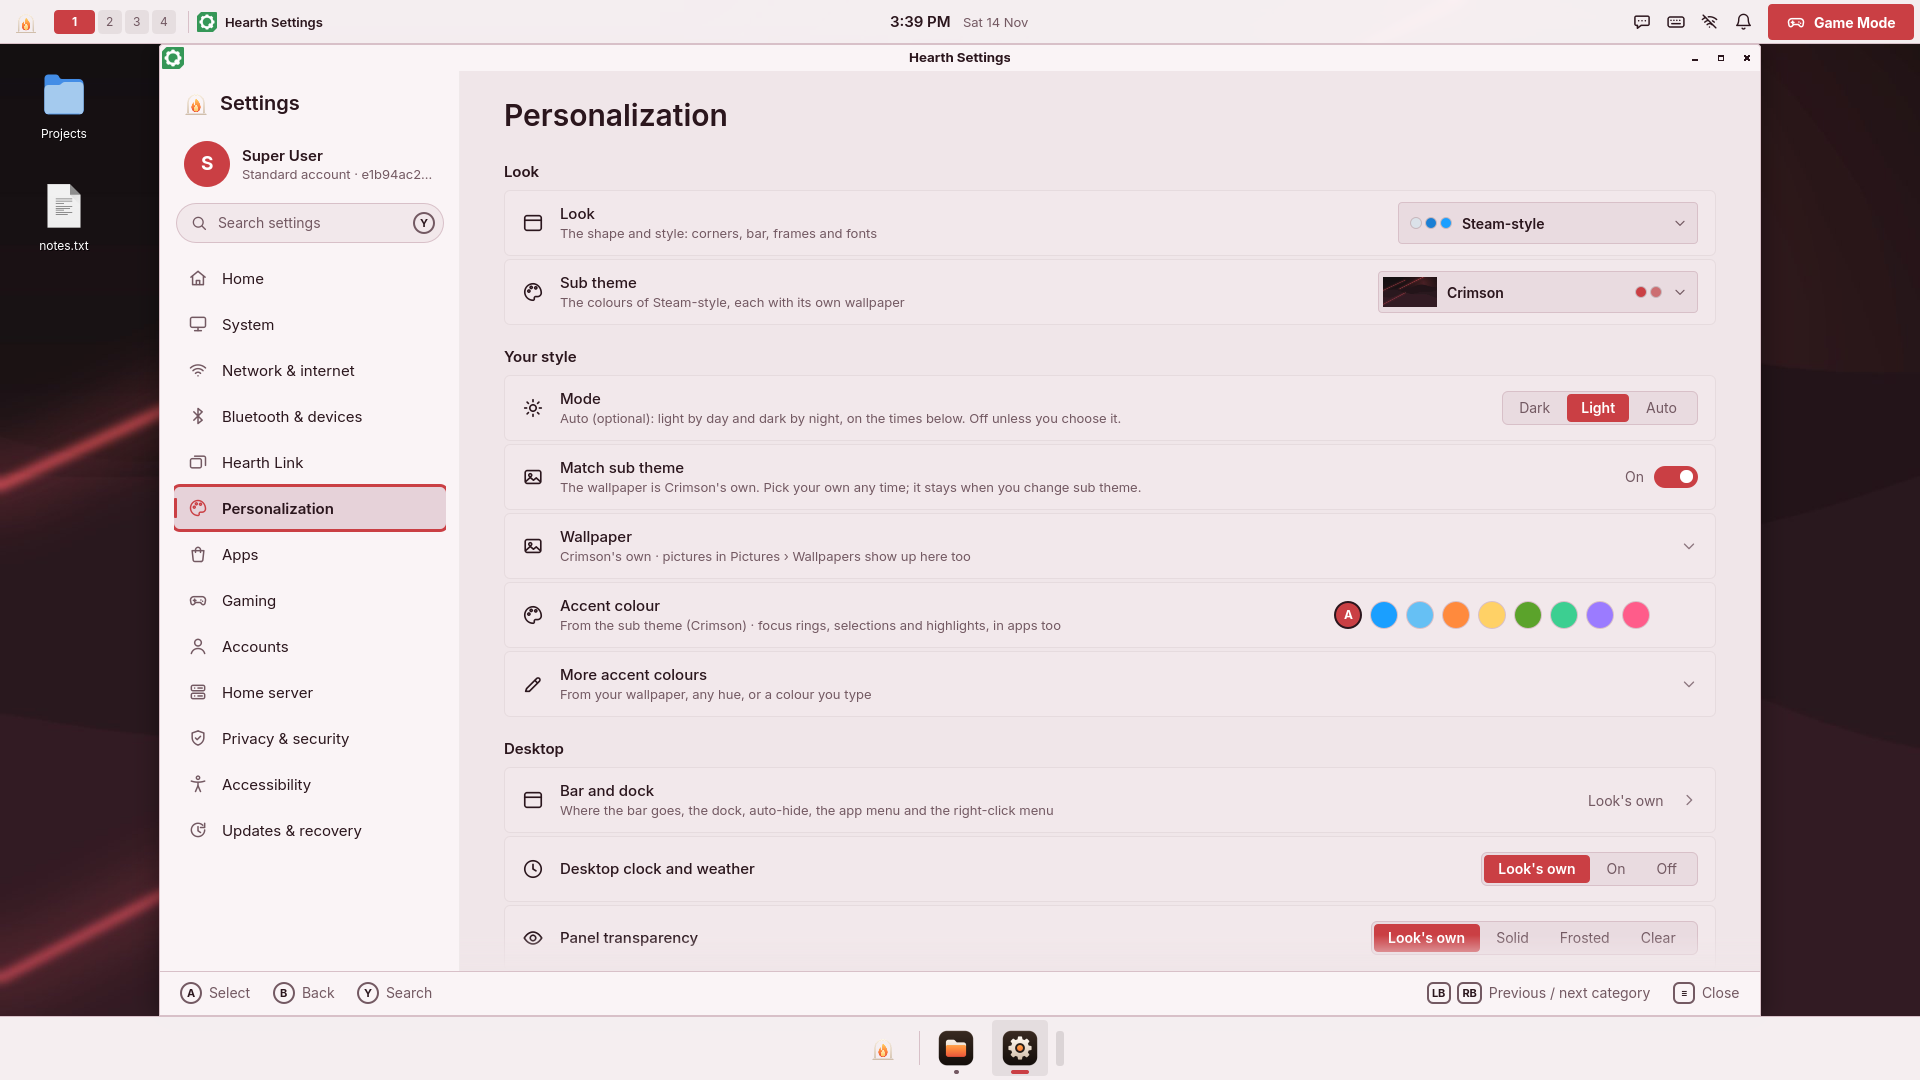 1
2
3
4
Hearth Settings
3:39 PM Sat 14 Nov
Game Mode
Projects
notes.txt
Hearth Settings
Settings
S
Super User
Standard account · e1b94ac2...
Search settings
Y
Home
System
Network & internet
Bluetooth & devices
Hearth Link
Personalization
Apps
Gaming
Accounts
Home server
Privacy & security
Accessibility
Updates & recovery
Personalization
Look
Look
The shape and style: corners, bar, frames and fonts
Steam-style
Sub theme
The colours of Steam-style, each with its own wallpaper
Crimson
Your style
Mode
Auto (optional): light by day and dark by night, on the times below. Off unless you choose it.
Dark Light Auto
Match sub theme
The wallpaper is Crimson's own. Pick your own any time; it stays when you change sub theme.
On
Wallpaper
Crimson's own · pictures in Pictures › Wallpapers show up here too
Accent colour
From the sub theme (Crimson) · focus rings, selections and highlights, in apps too
A
More accent colours
From your wallpaper, any hue, or a colour you type
Desktop
Bar and dock
Where the bar goes, the dock, auto-hide, the app menu and the right-click menu
Look's own
Desktop clock and weather
Look's own On Off
Panel transparency
Look's own Solid Frosted Clear
A Select B Back Y Search
LB RB Previous / next category ≡ Close